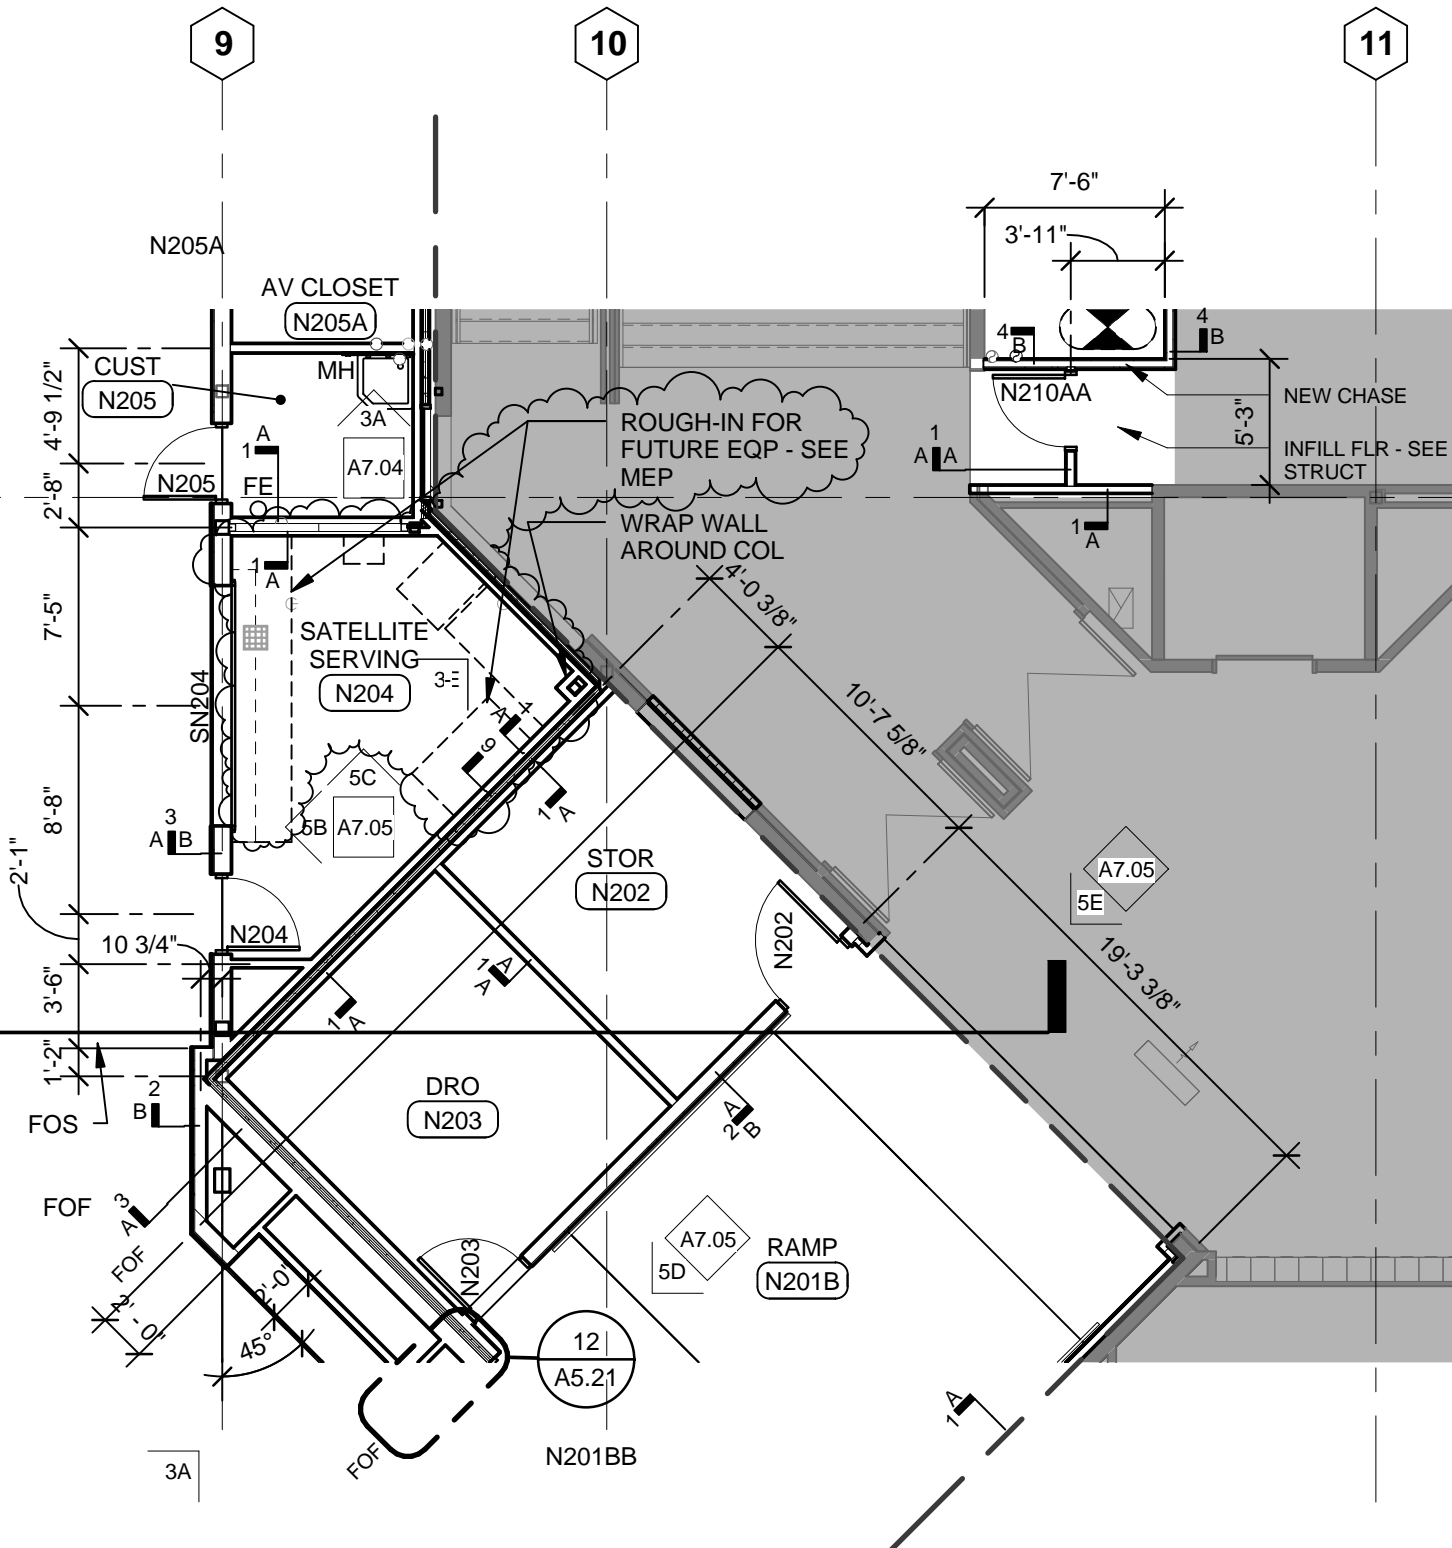 9
10
11
7'-6"
3'-11"
N205A
AV CLOSET
N205A
4
B
4
B
CUST
N205
MH
3A
A7.04
N205
FE
1
A
1
A
4'-9 1/2"
2'-8"
7'-5"
8'-8"
2'-1"
3'-6"
1'-2"
10 3/4"
ROUGH-IN FOR
FUTURE EQP - SEE
MEP
WRAP WALL
AROUND COL
N210AA
NEW CHASE
INFILL FLR - SEE
STRUCT
5'-3"
1
A A
1
A
4'-0 3/8"
10'-7 5/8"
19'-3 3/8"
SATELLITE
SERVING
N204
SN204
A
9
1
A
5C
5B
A7.05
3
A B
N204
STOR
N202
N202
A7.05
5E
1
A
1
A
DRO
N203
2
B
A
2
B
FOS
FOF
3
A
FOF
2'-0"
2'-0"
45°
N203
A7.05
5D
RAMP
N201B
12
A5.21
FOF
N201BB
1
A
3A